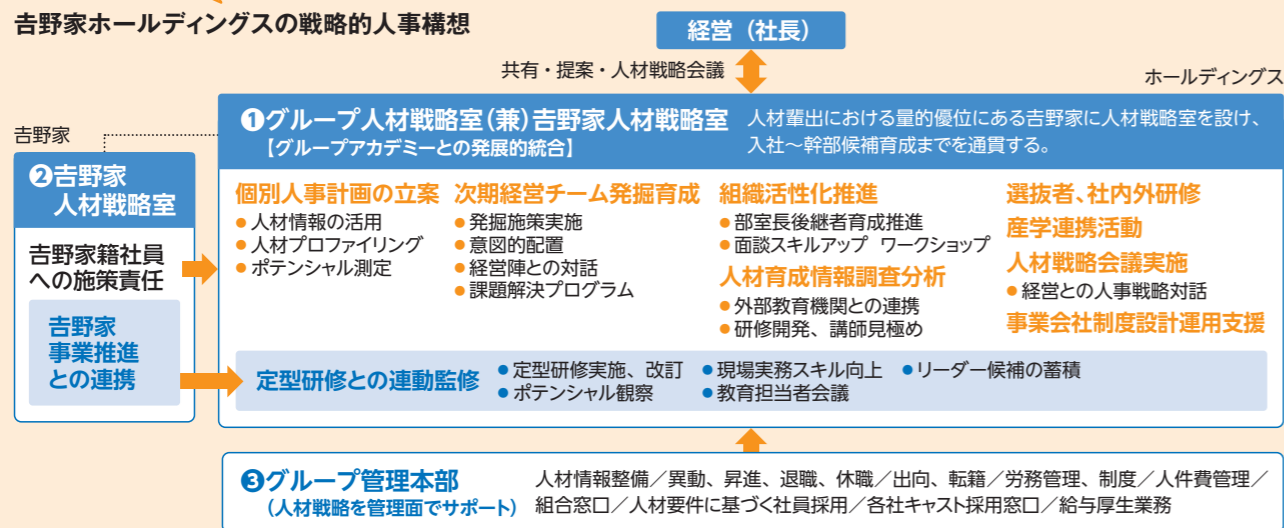 𠮷野家ホールディングスの戦略的人事構想
経営（社長）
共有・提案・人材戦略会議
ホールディングス
𠮷野家
❶グループ人材戦略室（兼）𠮷野家人材戦略室
【グループアカデミーとの発展的統合】
人材輩出における量的優位にある𠮷野家に人材戦略室を設け、
入社～幹部候補育成までを通貫する。
❷𠮷野家
人材戦略室
𠮷野家籍社員
への施策責任
𠮷野家
事業推進
との連携
個別人事計画の立案
●人材情報の活用
●人材プロファイリング
●ポテンシャル測定
次期経営チーム発掘育成
●発掘施策実施
●意図的配置
●経営陣との対話
●課題解決プログラム
組織活性化推進
●部室長後継者育成推進
●面談スキルアップ ワークショップ
人材育成情報調査分析
●外部教育機関との連携
●研修開発、講師見極め
選抜者、社内外研修
産学連携活動
人材戦略会議実施
●経営との人事戦略対話
事業会社制度設計運用支援
定型研修との連動監修
●定型研修実施、改訂 ●現場実務スキル向上 ●リーダー候補の蓄積
●ポテンシャル観察 ●教育担当者会議
❸グループ管理本部
（人材戦略を管理面でサポート）
人材情報整備／異動、昇進、退職、休職／出向、転籍／労務管理、制度／人件費管理／
組合窓口／人材要件に基づく社員採用／各社キャスト採用窓口／給与厚生業務